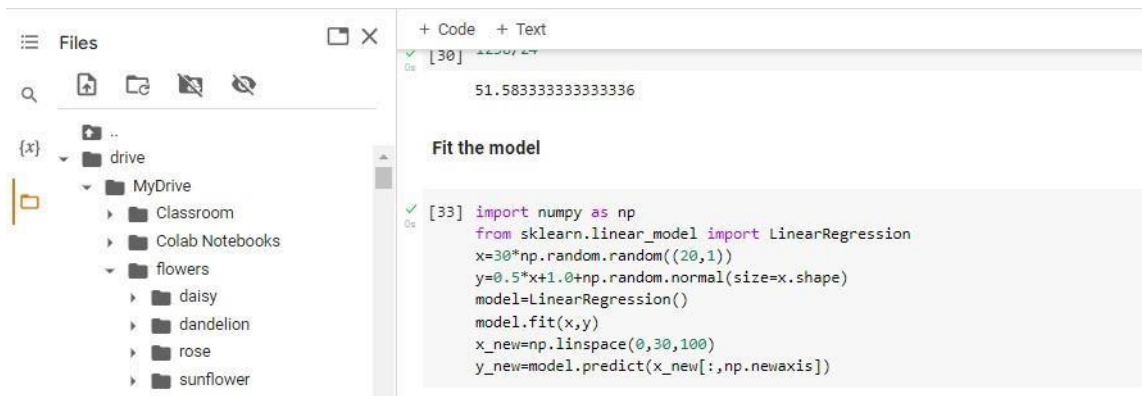 Files
..
{x}
drive
MyDrive
Classroom
Colab Notebooks
flowers
daisy
dandelion
rose
sunflower
+ Code + Text
[30]
0s
51.583333333333336
Fit the model
[33] import numpy as np
0s
from sklearn.linear_model import LinearRegression
x=30*np.random.random((20,1))
y=0.5*x+1.0+np.random.normal(size=x.shape)
model=LinearRegression()
model.fit(x,y)
x_new=np.linspace(0,30,100)
y_new=model.predict(x_new[:,np.newaxis])